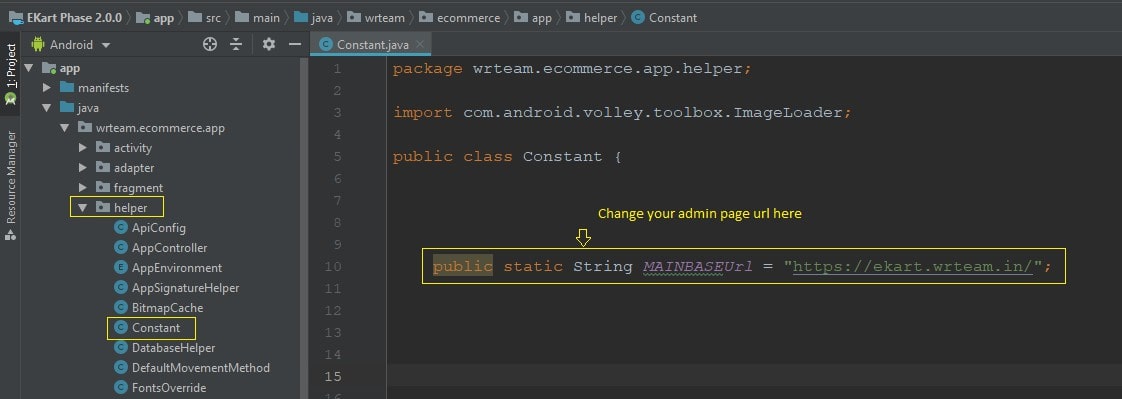 EKart Phase 2.0.0 app src main java wrteam ecommerce app helper Constant
1: Project
Resource Manager
Android
app
manifests
java
wrteam.ecommerce.app
activity
adapter
fragment
helper
ApiConfig
AppController
AppEnvironment
AppSignatureHelper
BitmapCache
Constant
DatabaseHelper
DefaultMovementMethod
FontsOverride
Constant.java
1 package wrteam.ecommerce.app.helper;
2
3 import com.android.volley.toolbox.ImageLoader;
4
5 public class Constant {
6
7
Change your admin page url here
8
9
10 public static String MAINBASEUrl = "https://ekart.wrteam.in/";
11
12
13
14
15
16